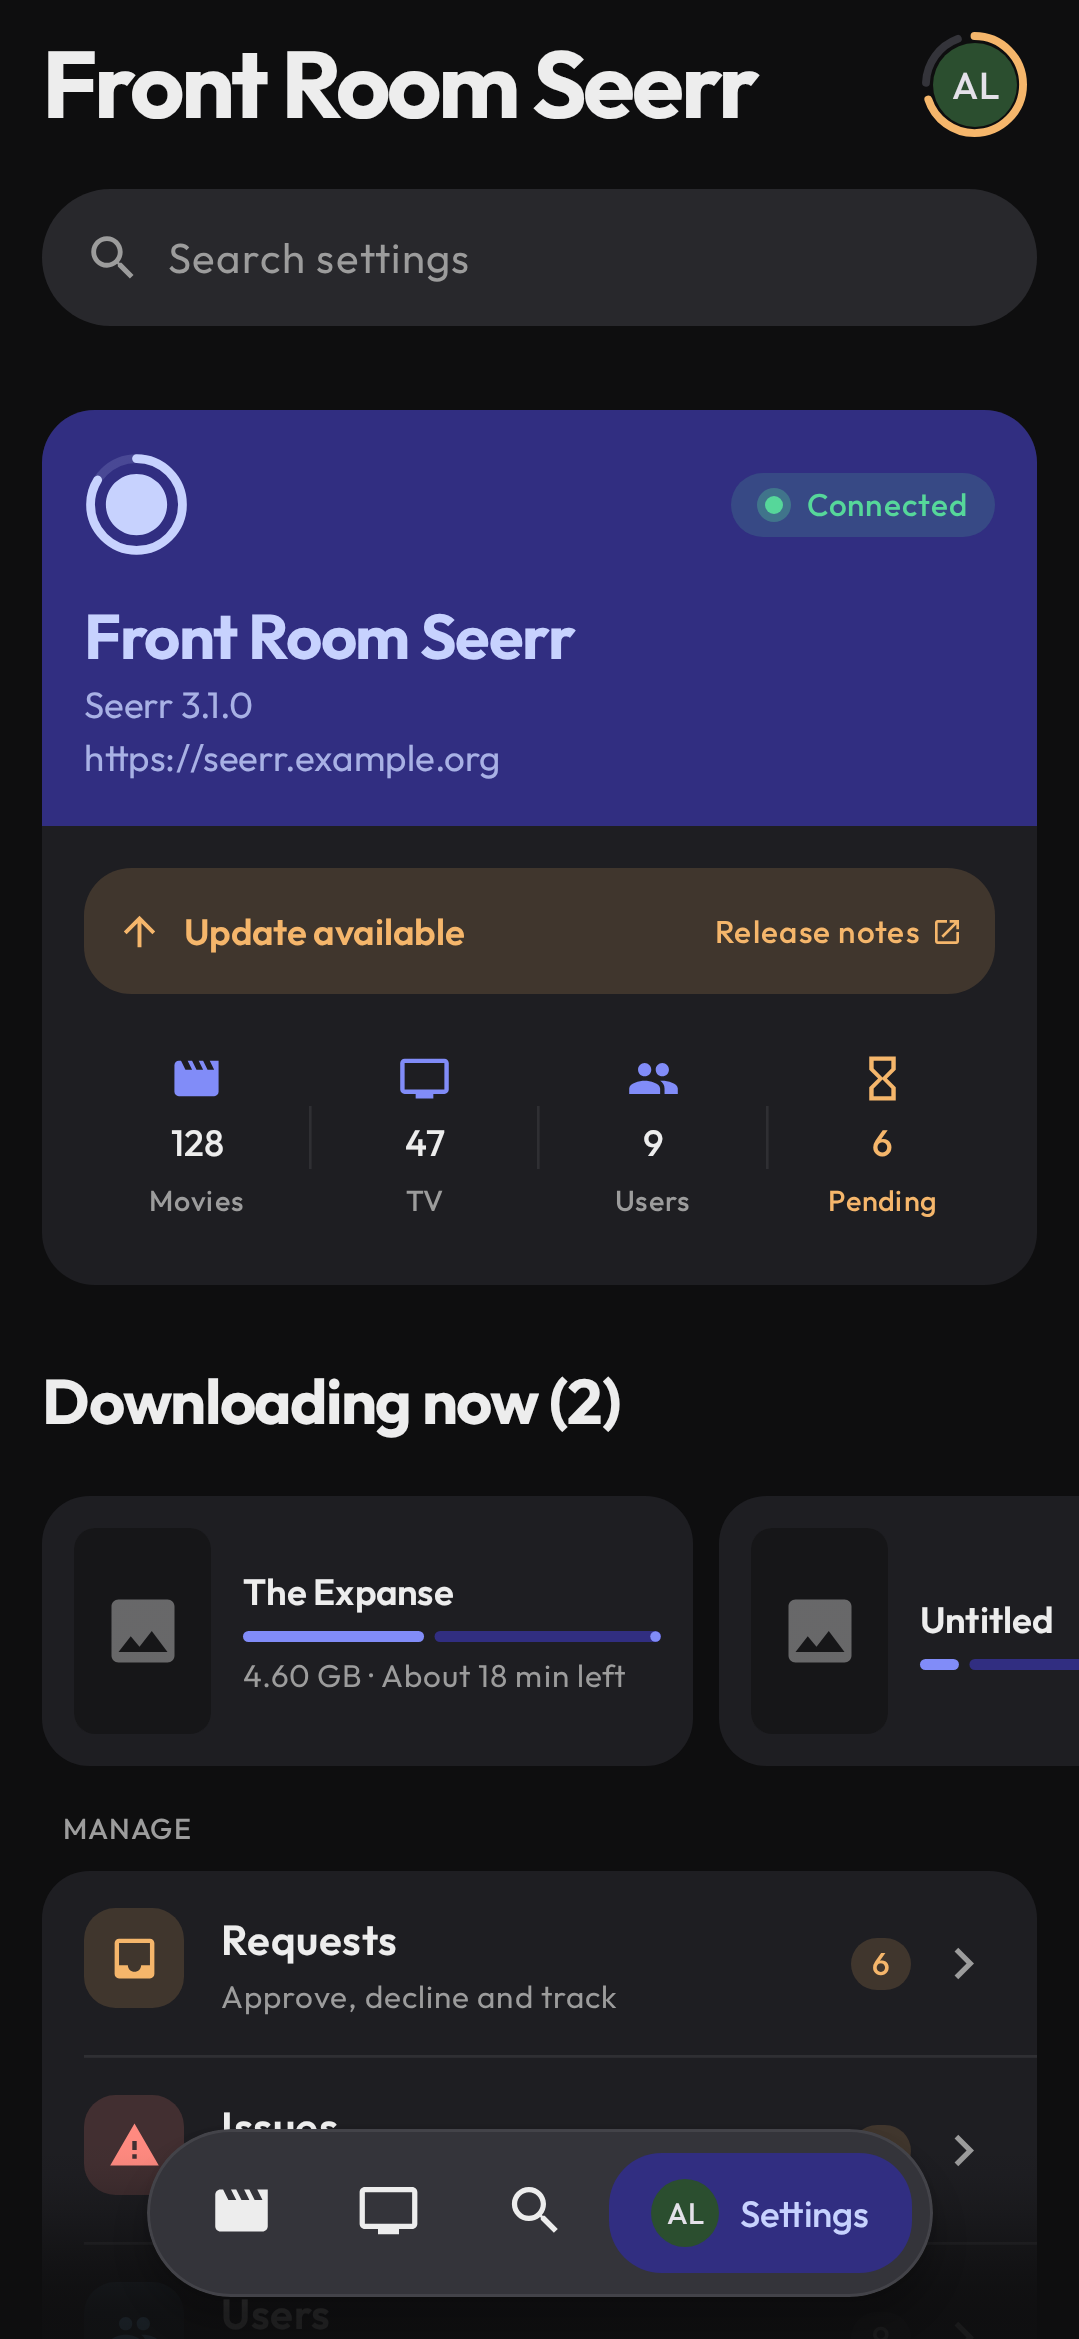 Front Room Seerr
AL
Search settings
Connected
Front Room Seerr
Seerr 3.1.0
https://seerr.example.org
Update available
Release notes
128
47
9
6
Movies
TV
Users
Pending
Downloading now (2)
The Expanse
4.60 GB · About 18 min left
Untitled
MANAGE
Requests
Approve, decline and track
6
Issues
AL
Settings
Users
9